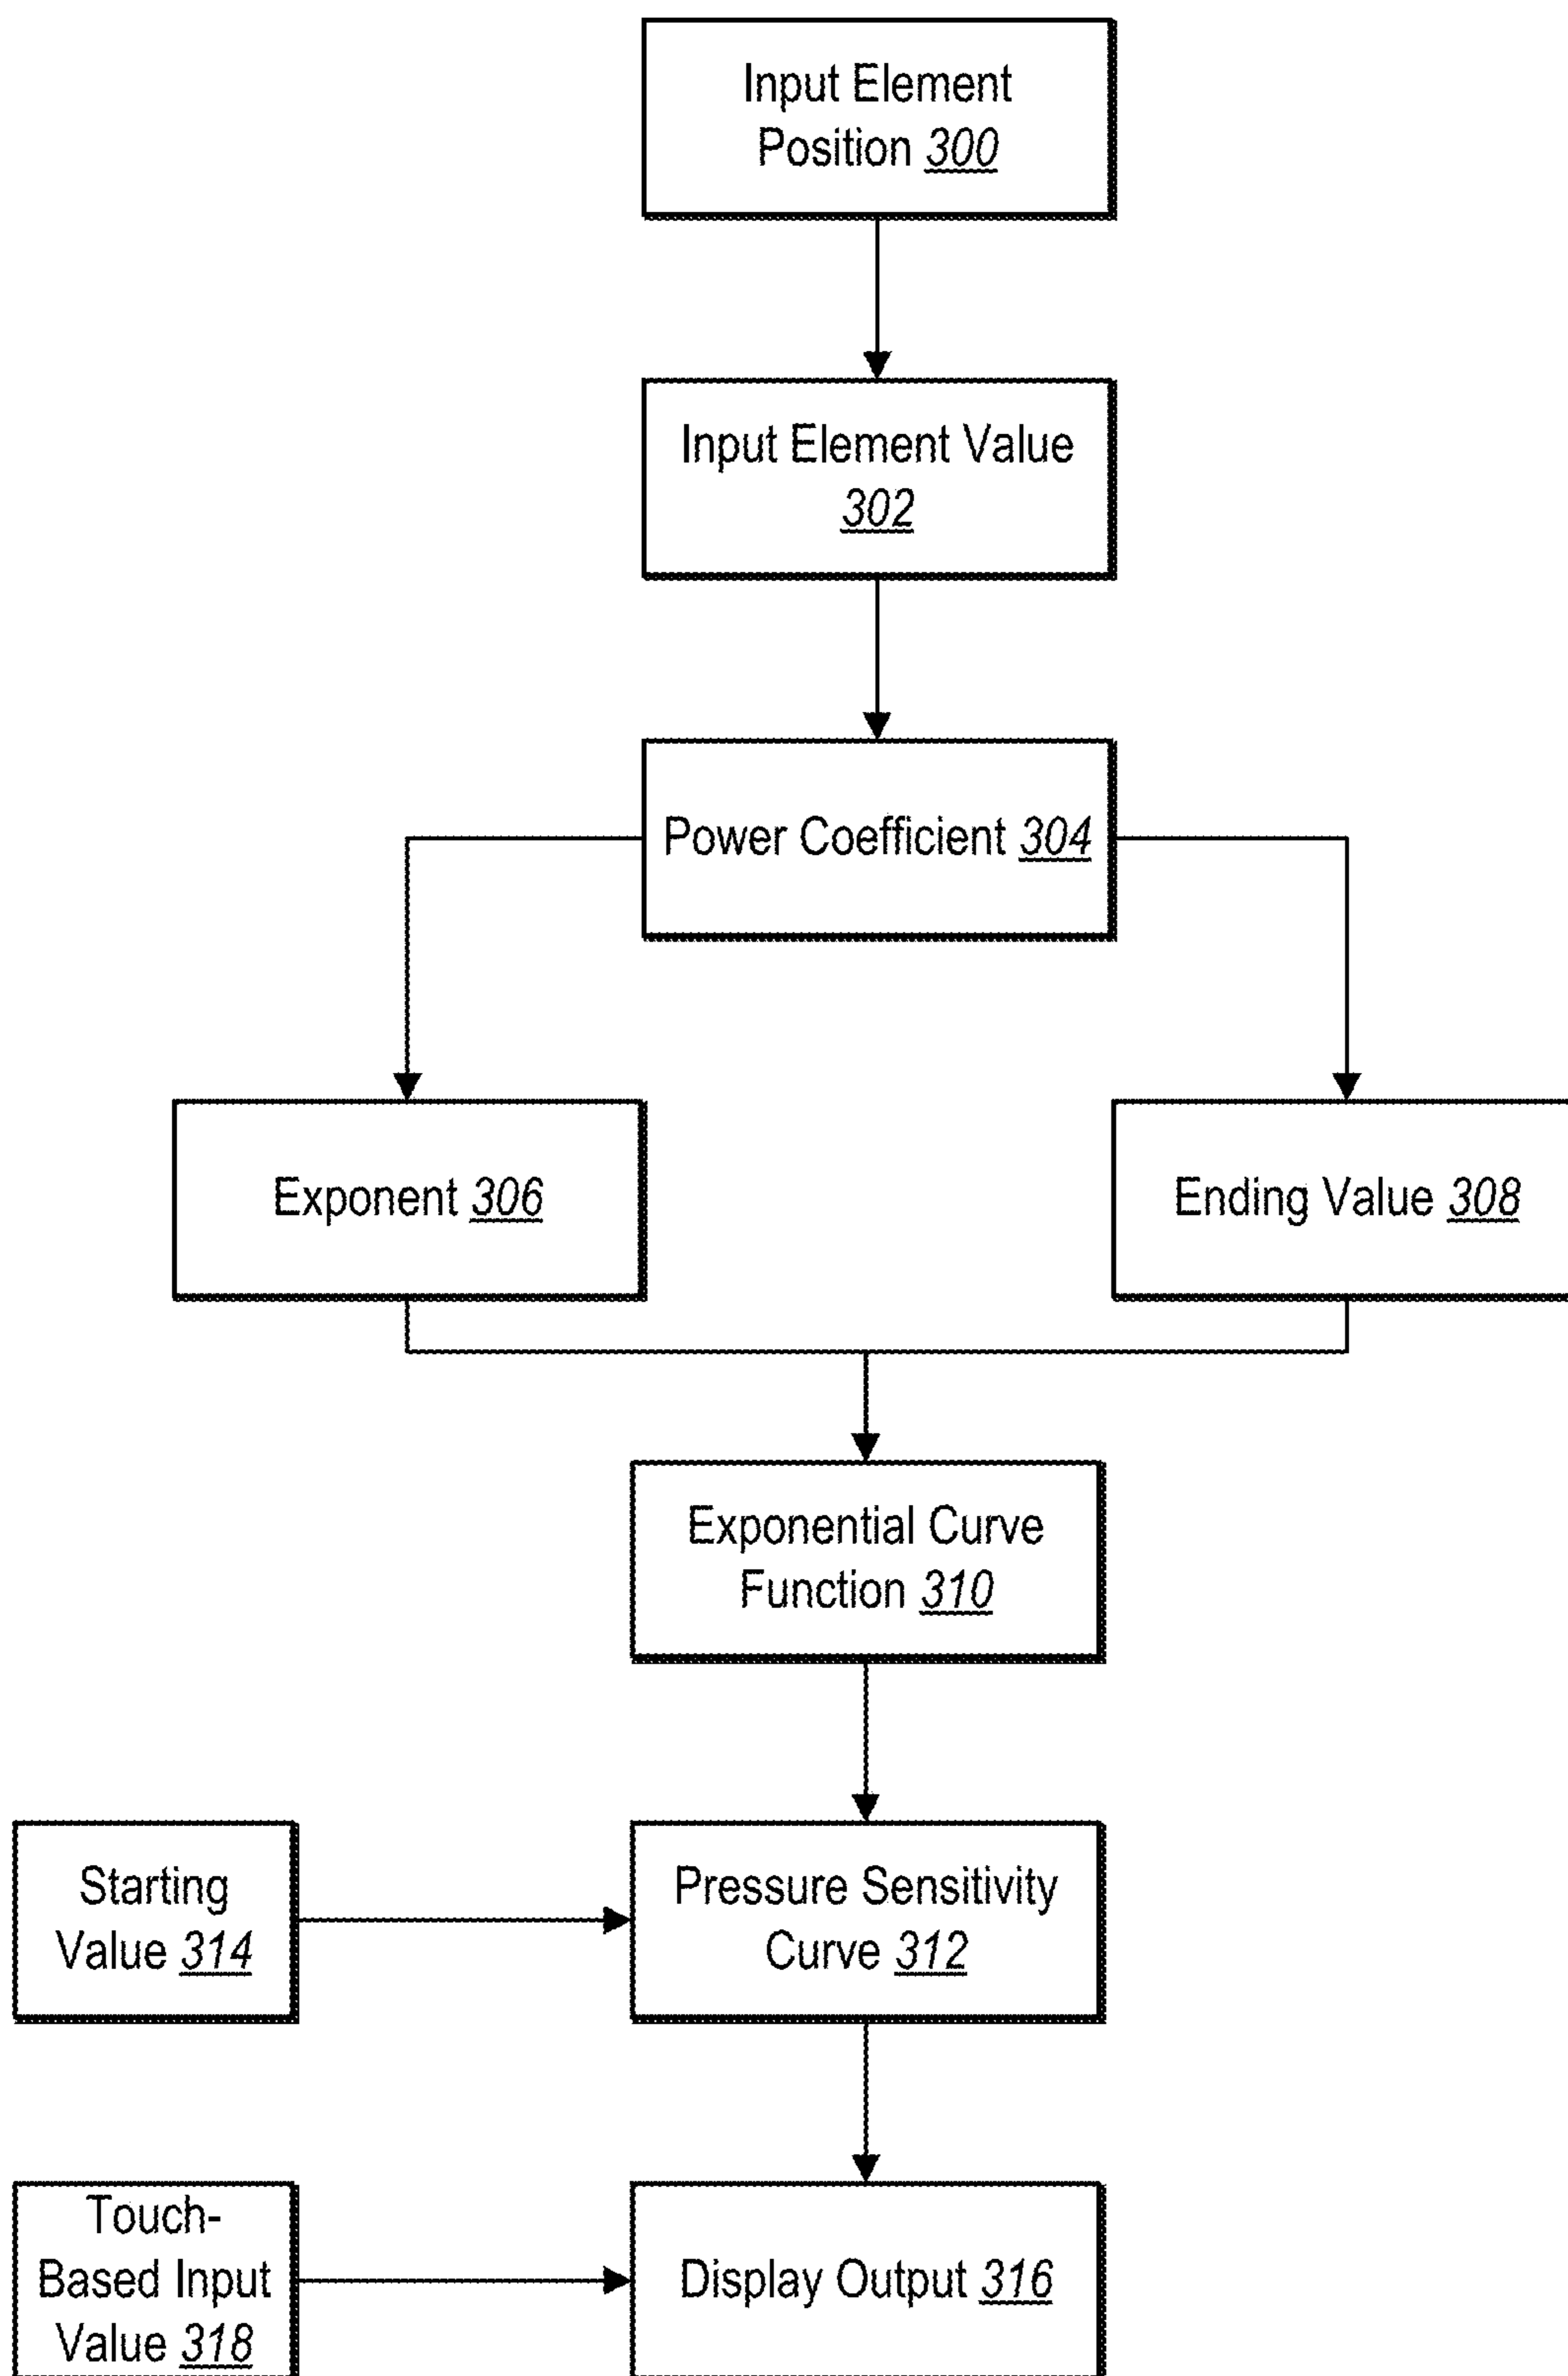 Input Element
Position 300
Input Element Value
302
Power Coefficient 304
Exponent 306
Ending Value 308
Exponential Curve
Function 310
Starting
Value 314
Pressure Sensitivity
Curve 312
Touch-
Based Input
Value 318
Display Output 316